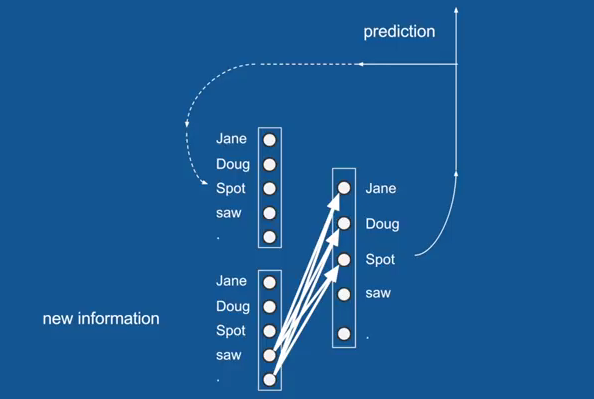 prediction
Jane
Doug
Spot
saw
.
Jane
Doug
Spot
saw
.
new information
Jane
Doug
Spot
saw
.